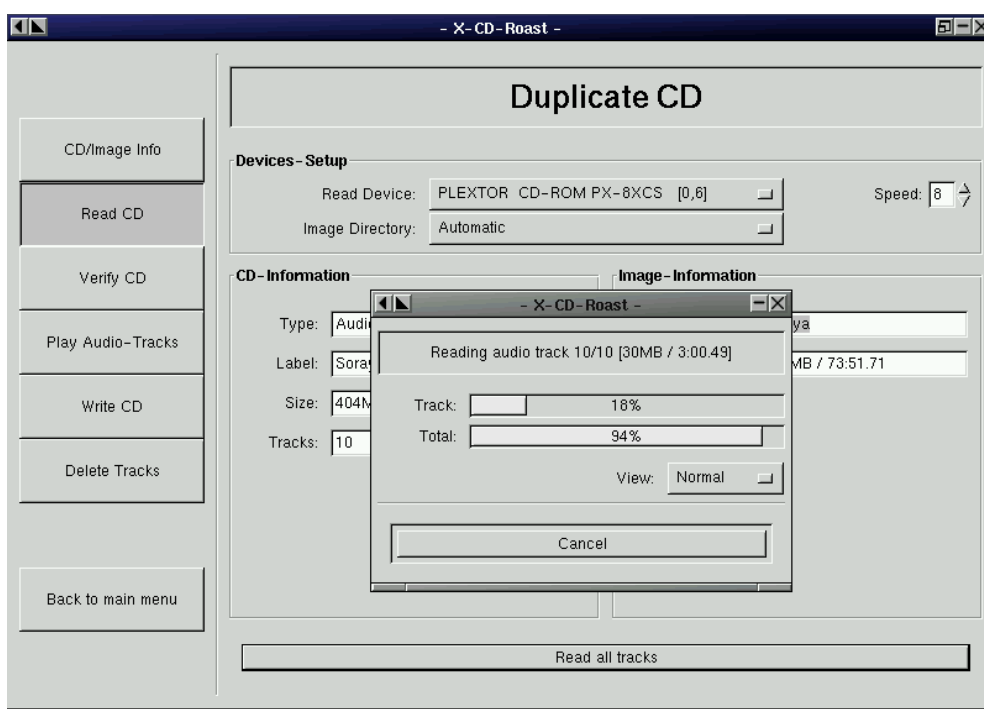 - X-CD-Roast -
Duplicate CD
CD/Image Info
Read CD
Verify CD
Play Audio-Tracks
Write CD
Delete Tracks
Back to main menu
Devices-Setup
Read Device: PLEXTOR CD-ROM PX-8XCS [0,6] Speed: 8
Image Directory: Automatic
CD-Information
Type:
Label:
Size:
Tracks: 10
Image-Information
/ 73:51.71
- X-CD-Roast -
Reading audio track 10/10 [30MB / 3:00.49]
Track: 18%
Total: 94%
View: Normal
Cancel
Read all tracks